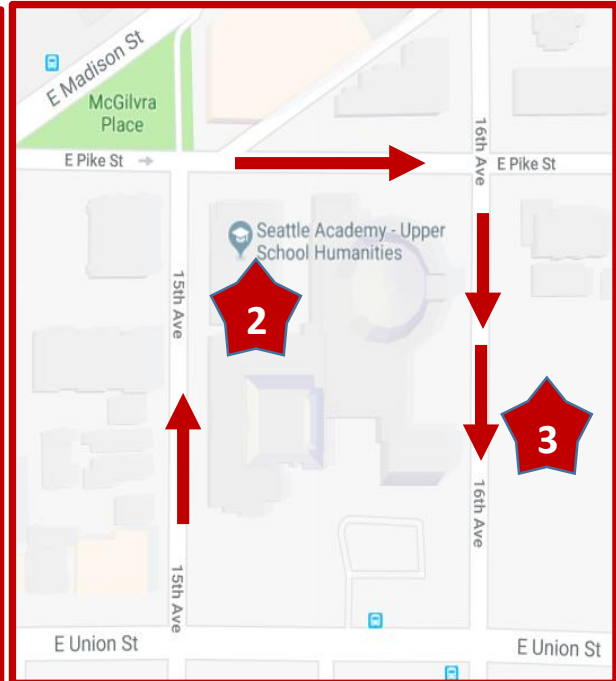 E Madison St
McGilvra
Place
E Pike St
16th Ave
E Pike St
Seattle Academy - Upper
School Humanities
15th Ave
2
3
16th Ave
15th Ave
E Union St
E Union St